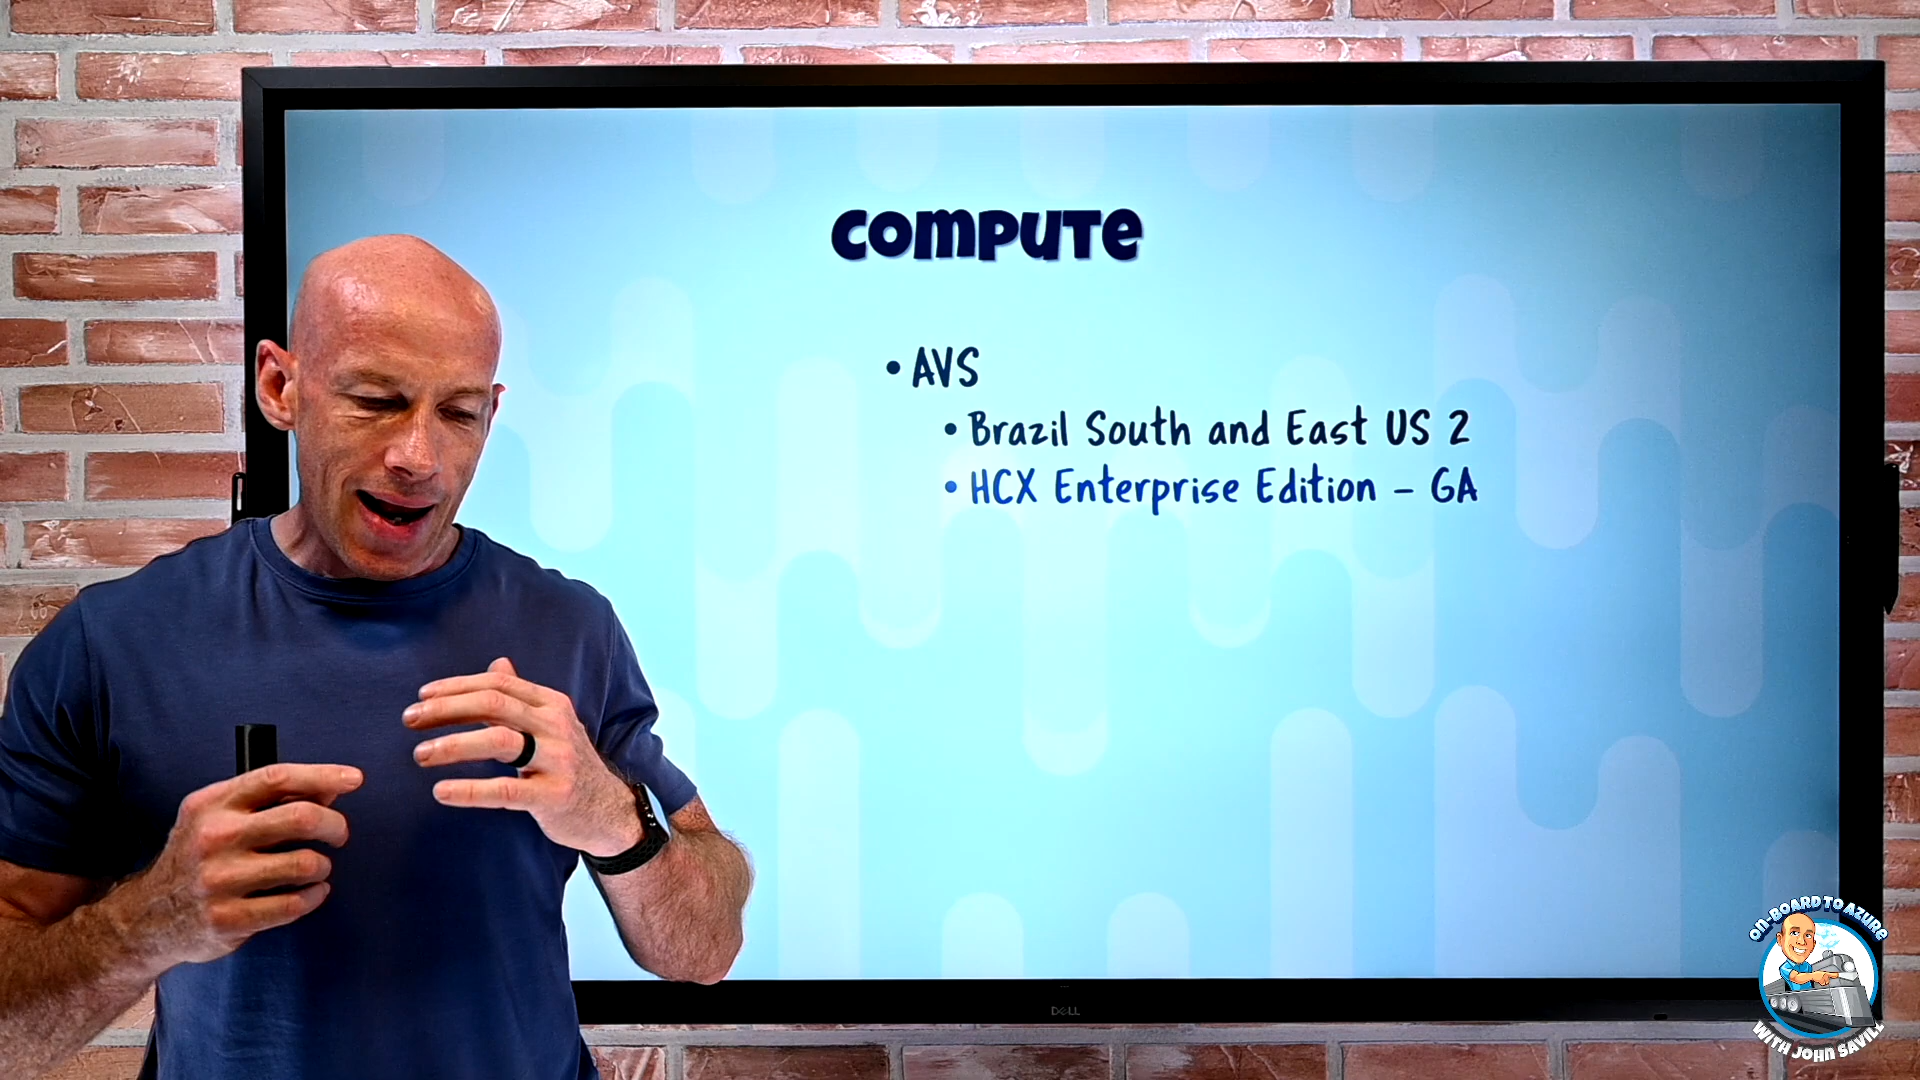 COMPUTE
• AVS
• Brazil South and East US 2
• HCX Enterprise Edition – GA
DELL
ON-BOARD TO AZURE
WITH JOHN SAVILL